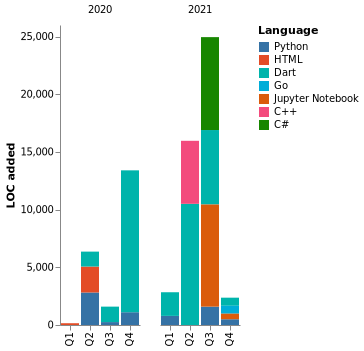 2020
2021
Language
Python
HTML
Dart
Go
Jupyter Notebook
C++
C#
LOC added
25,000
20,000
15,000
10,000
5,000
0
Q1
Q2
Q3
Q4
Q1
Q2
Q3
Q4